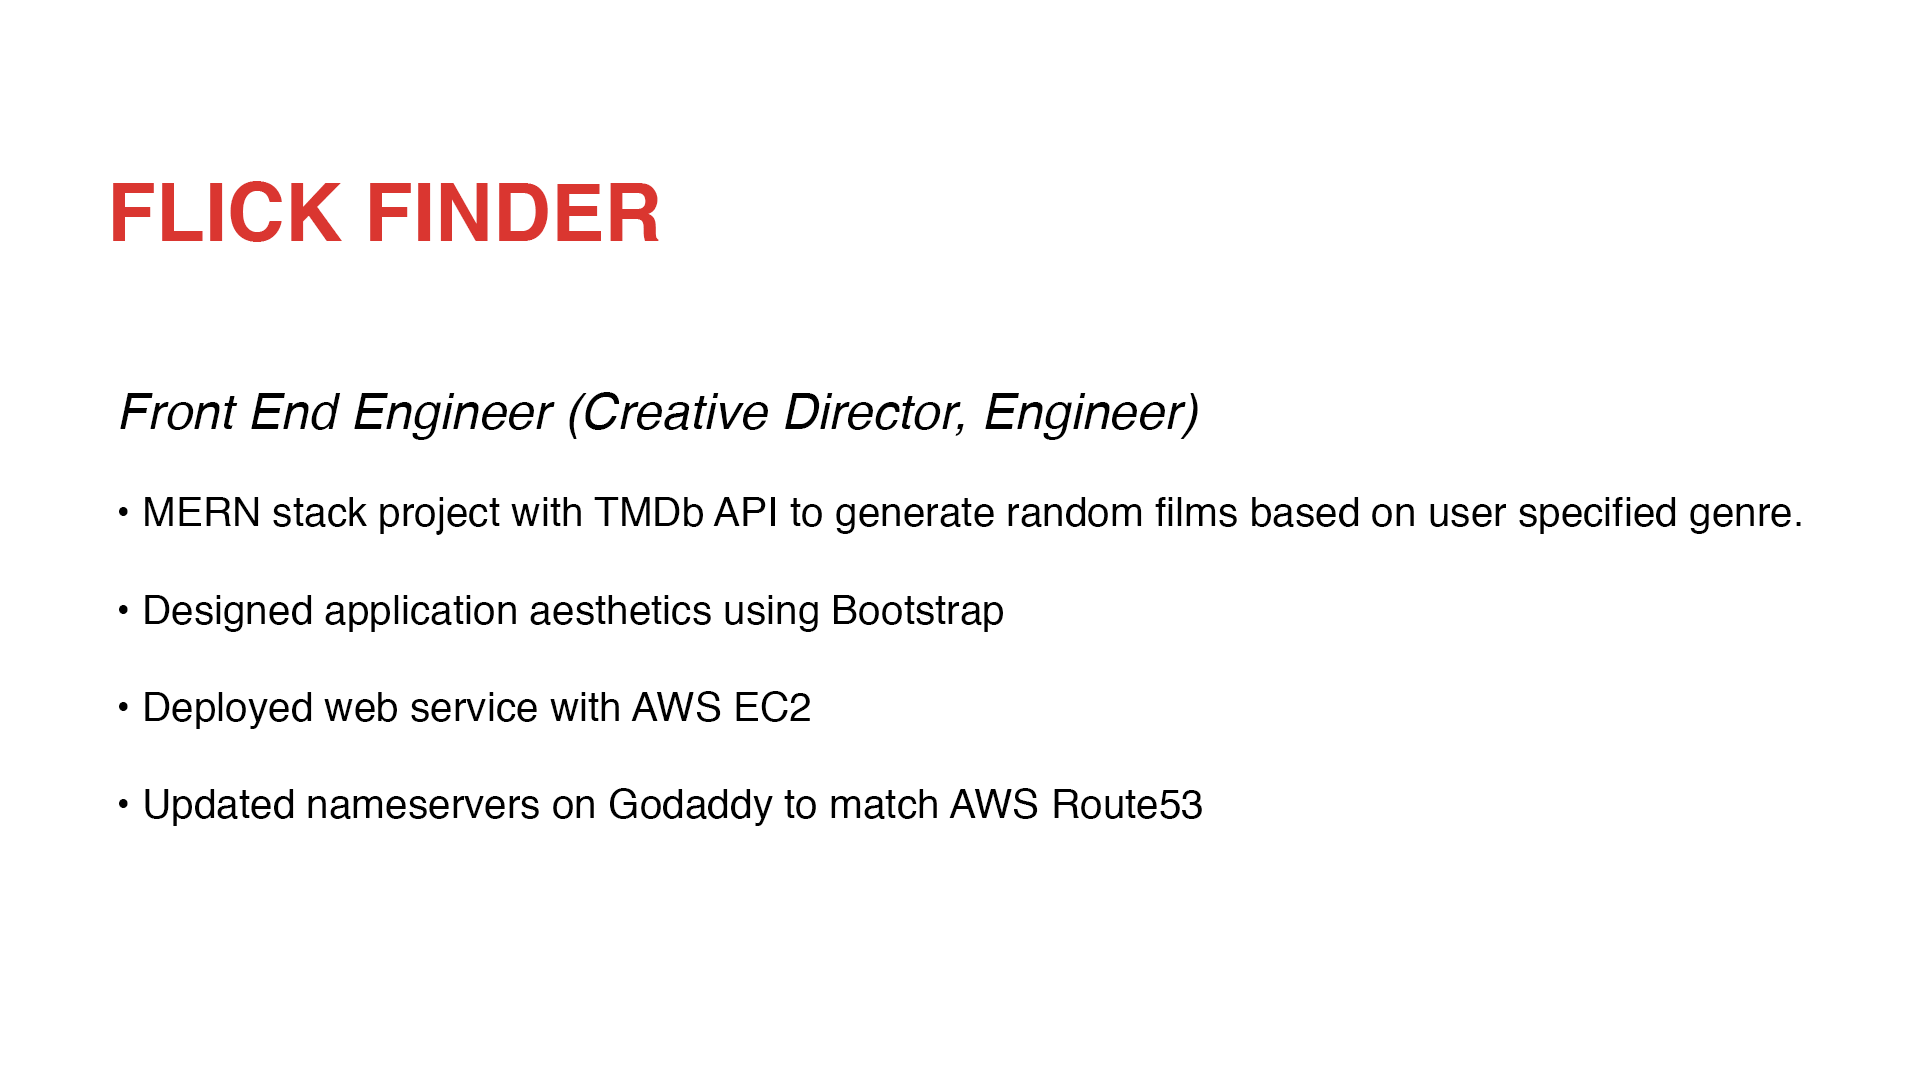 FLICK FINDER
Front End Engineer (Creative Director, Engineer)
• MERN stack project with TMDb API to generate random films based on user specified genre.
• Designed application aesthetics using Bootstrap
• Deployed web service with AWS EC2
• Updated nameservers on Godaddy to match AWS Route53